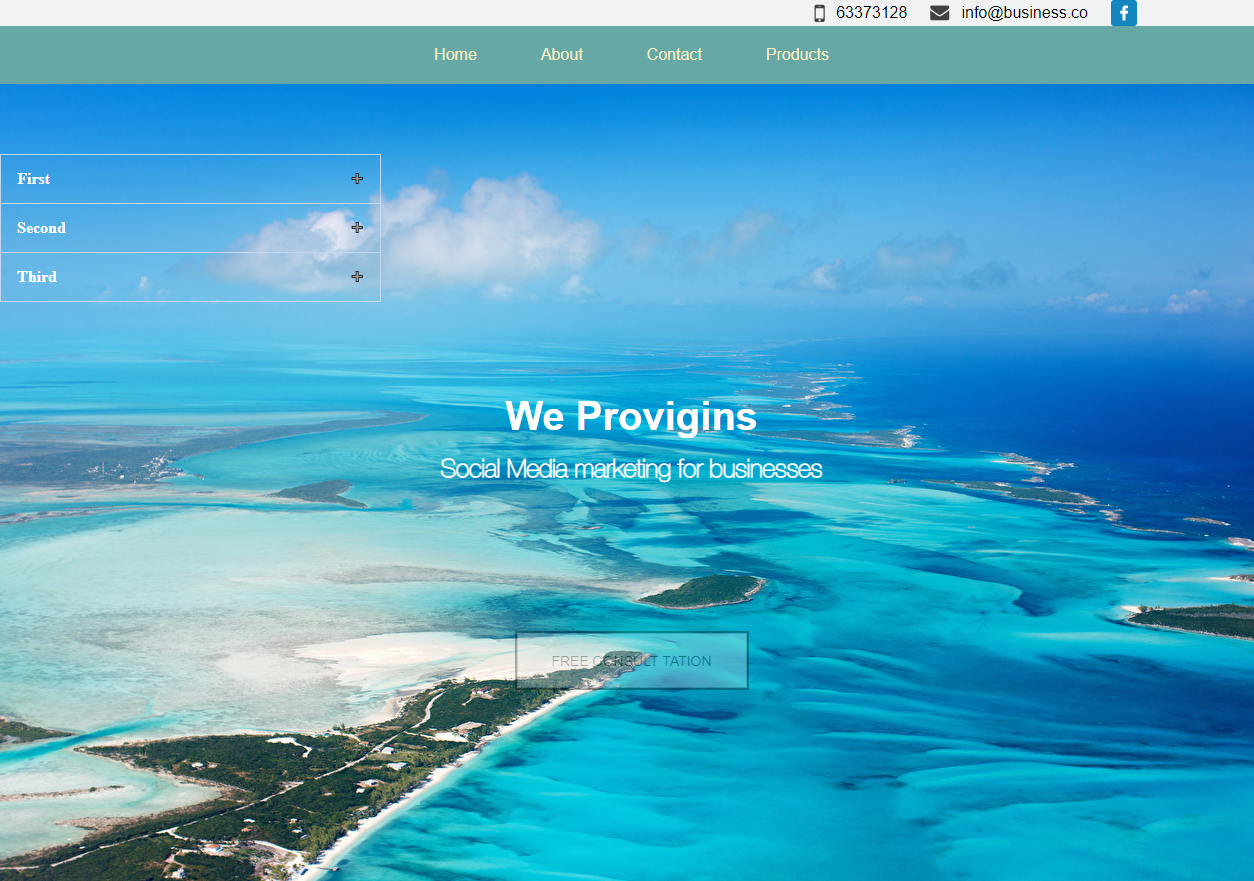 63373128 info@business.co
Home About Contact Products
First
Second
Third
We Provigins
Social Media marketing for businesses
FREE CONSULT TATION